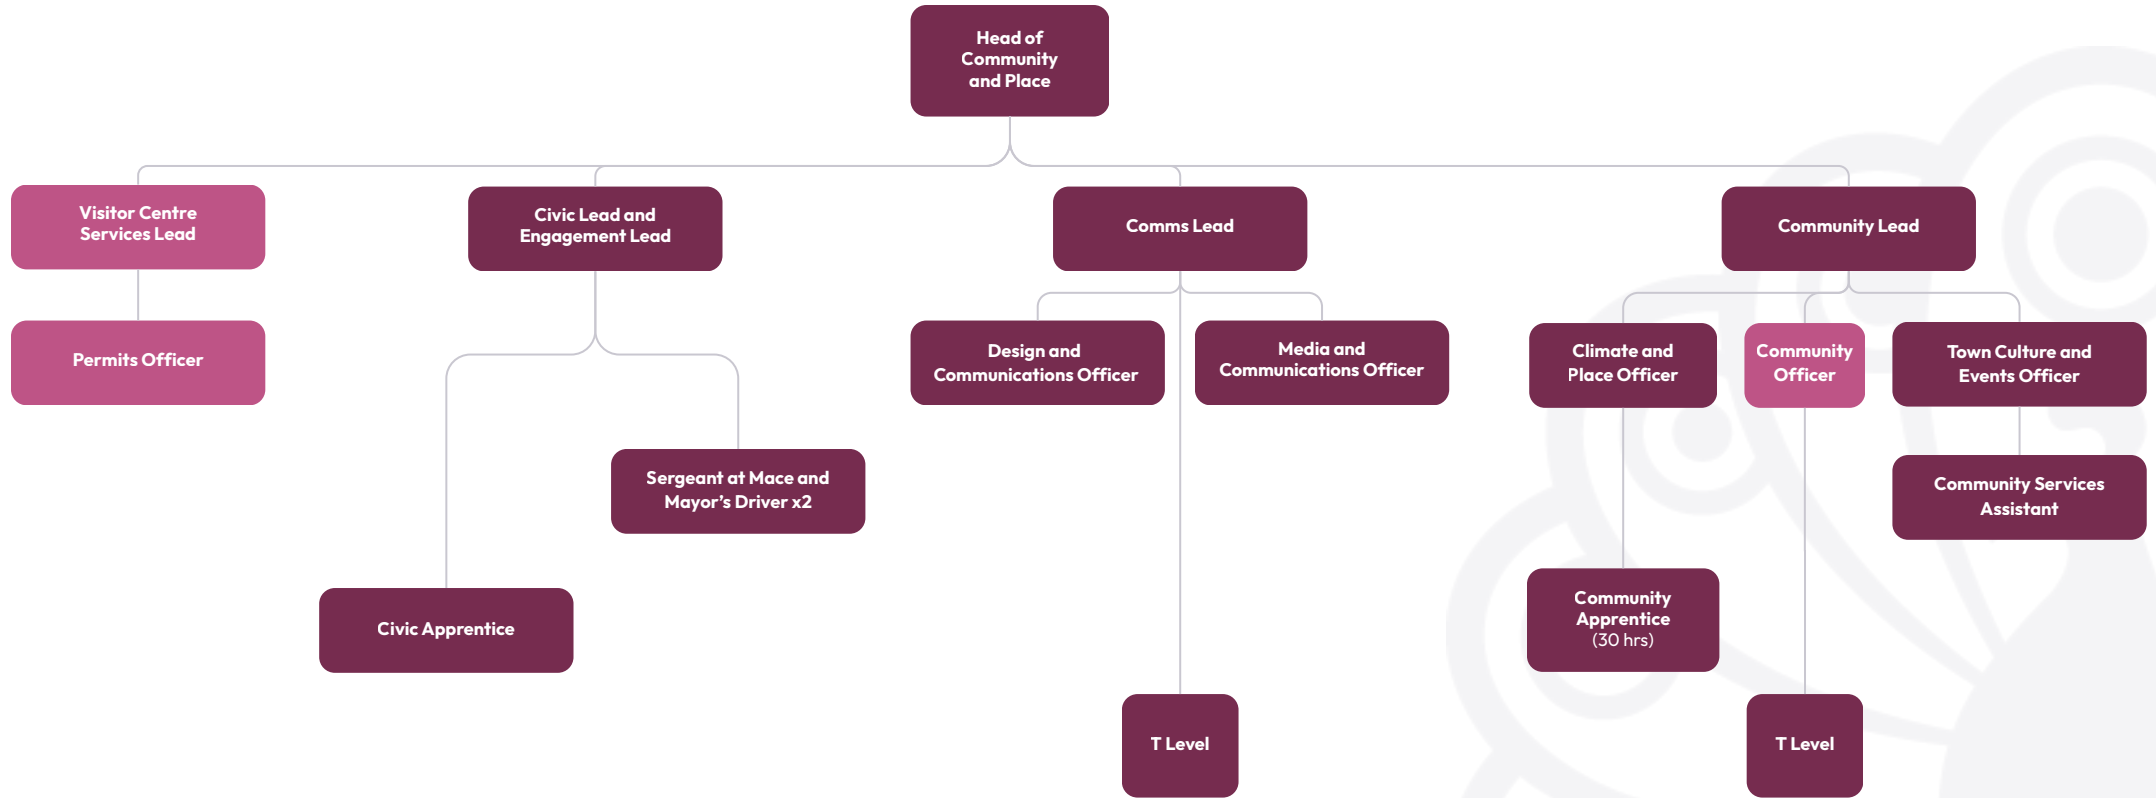 Head of
Community
and Place
Visitor Centre
Services Lead
Civic Lead and
Engagement Lead
Comms Lead
Community Lead
Permits Officer
Design and
Communications Officer
Media and
Communications Officer
Climate and
Place Officer
Community
Officer
Town Culture and
Events Officer
Sergeant at Mace and
Mayor’s Driver x2
Community Services
Assistant
Civic Apprentice
Community
Apprentice
(30 hrs)
T Level
T Level